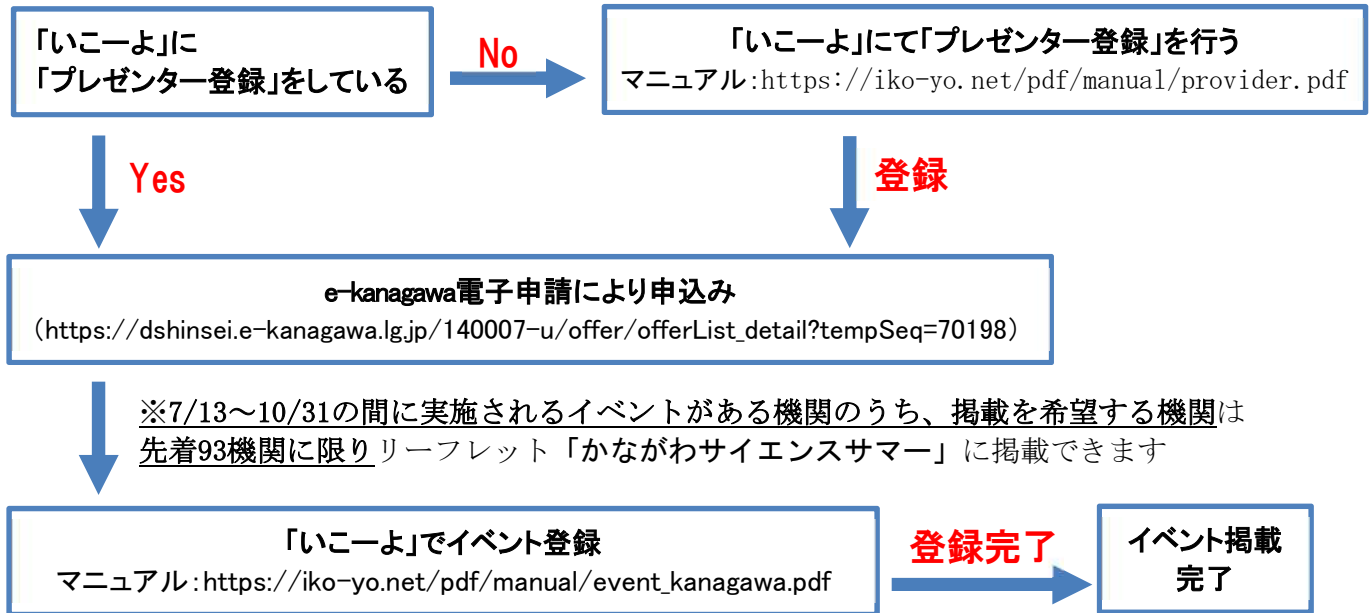 「いこーよ」に
「プレゼンター登録」をしている
No
「いこーよ」にて「プレゼンター登録」を行う
マニュアル:https://iko-yo.net/pdf/manual/provider.pdf
Yes
登録
e-kanagawa電子申請により申込み
(https://dshinsei.e-kanagawa.lg.jp/140007-u/offer/offerList_detail?tempSeq=70198)
※7/13～10/31の間に実施されるイベントがある機関のうち、掲載を希望する機関は
先着93機関に限りリーフレット「かながわサイエンスサマー」に掲載できます
「いこーよ」でイベント登録
マニュアル:https://iko-yo.net/pdf/manual/event_kanagawa.pdf
登録完了
イベント掲載
完了